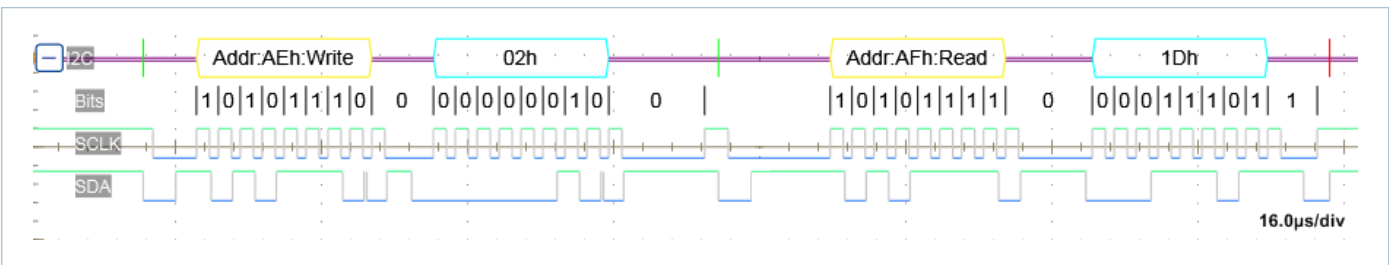 I2C Addr:AEh:Write 02h Addr:AFh:Read 1Dh
Bits |1|0|1|0|1|1|1|0| 0 |0|0|0|0|0|0|1|0| 0 | |1|0|1|0|1|1|1|1| 0 |0|0|0|1|1|1|0|1| 1 |
SCLK
SDA
16.0µs/div